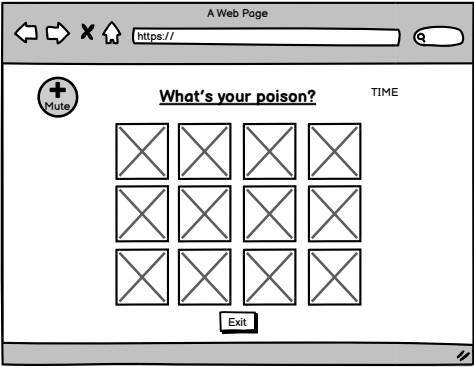 A Web Page
https://
Mute
What's your poison?
TIME
Exit